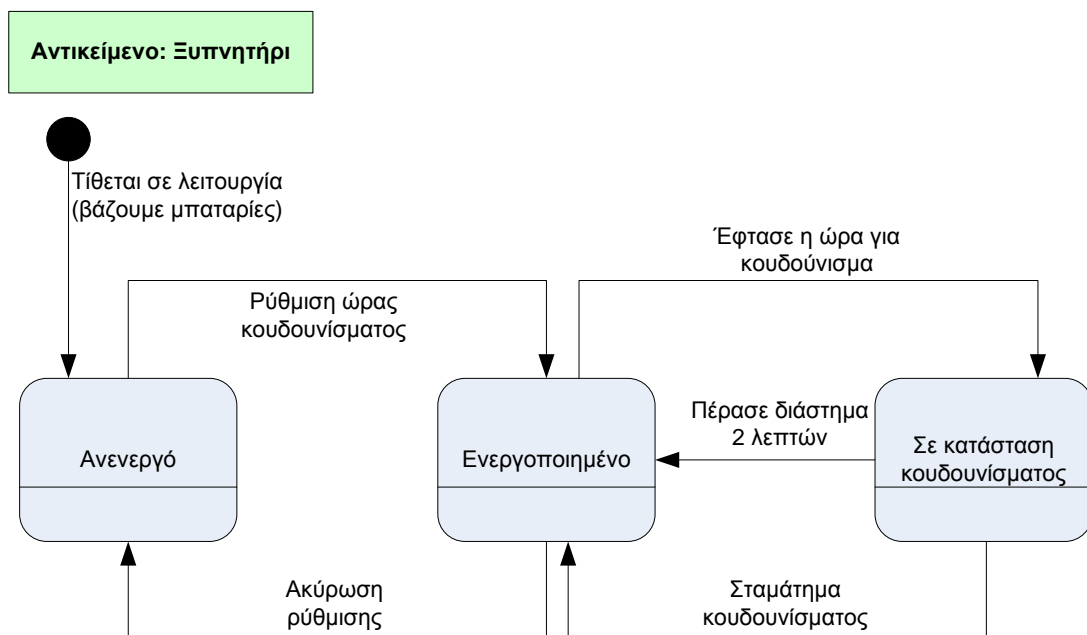 Αντικείμενο: Ξυπνητήρι
Τίθεται σε λειτουργία
(βάζουμε μπαταρίες)
Έφτασε η ώρα για
κουδούνισμα
Ρύθμιση ώρας
κουδουνίσματος
Πέρασε διάστημα
2 λεπτών
Ανενεργό
Ενεργοποιημένο
Σε κατάσταση
κουδουνίσματος
Ακύρωση
ρύθμισης
Σταμάτημα
κουδουνίσματος